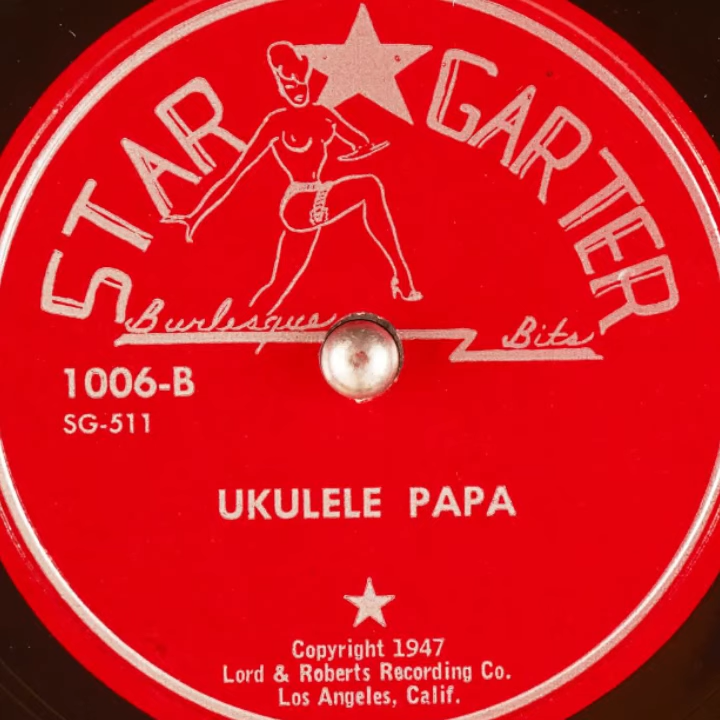 STAR GARTER
Burlesque Bits
1006-B
SG-511
UKULELE PAPA
Copyright 1947
Lord & Roberts Recording Co.
Los Angeles, Calif.